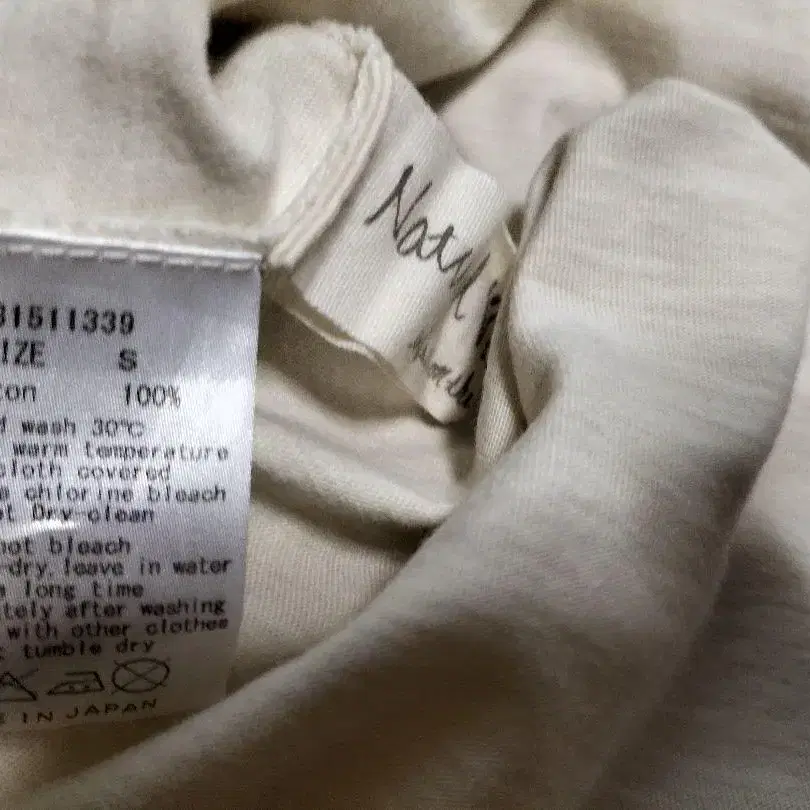 31511339
IZE S
ton 100%
d wash 30℃
warm temperature
cloth covered
e chlorine bleach
t Dry-clean
not bleach
-dry, leave in water
long time
tely after washing
with other clothes
t tumble dry
E IN JAPAN